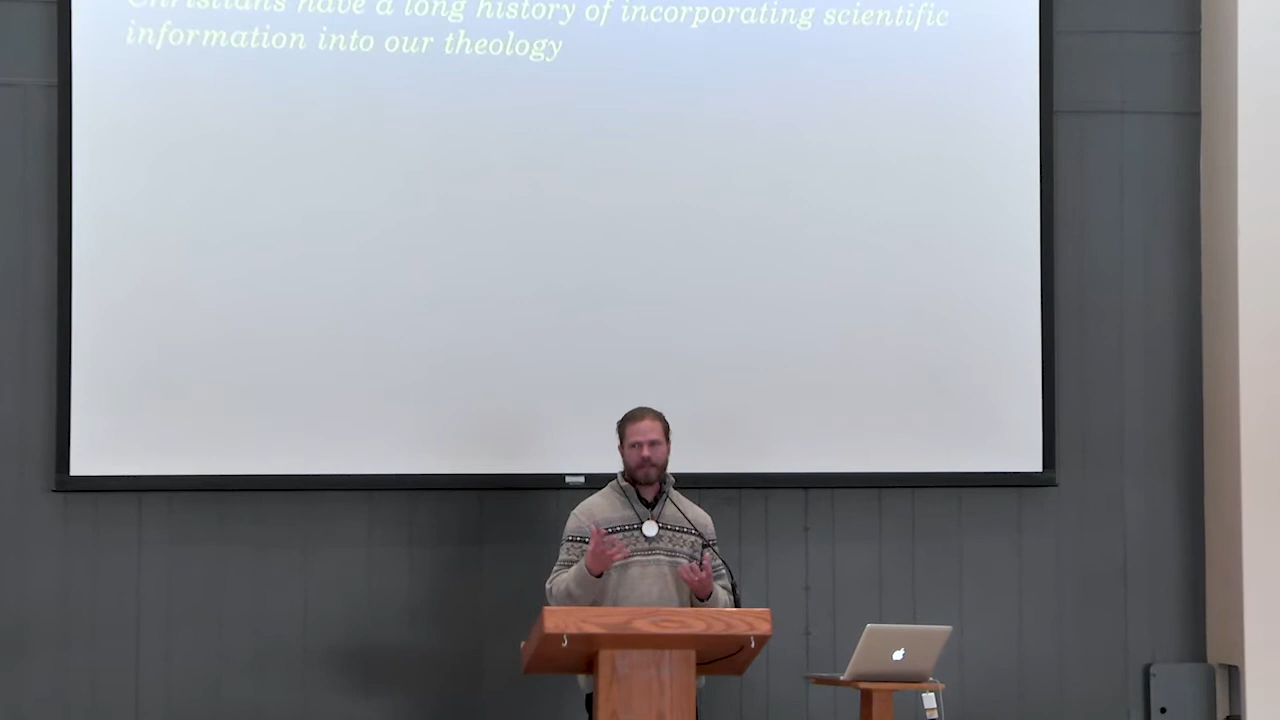 Christians have a long history of incorporating scientific
information into our theology